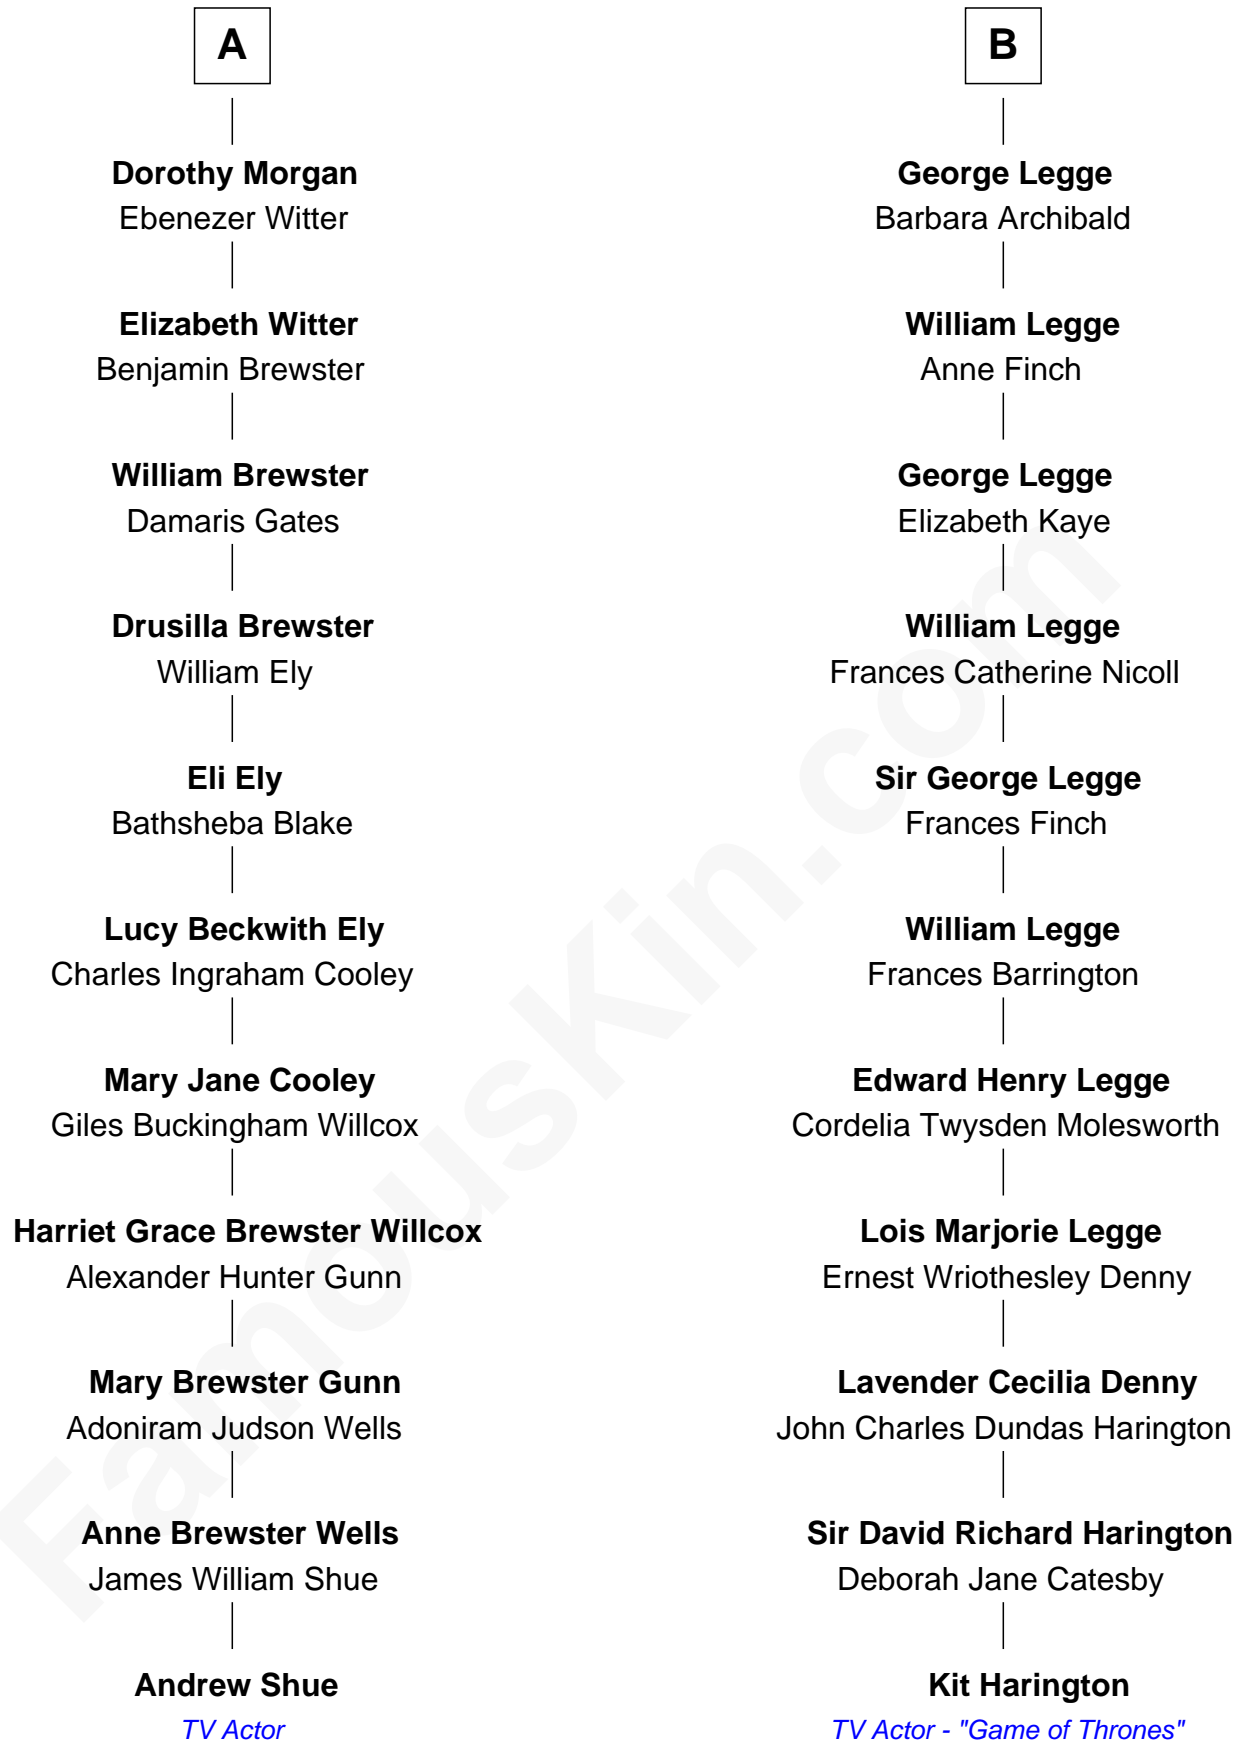 A
Dorothy Morgan
Ebenezer Witter
Elizabeth Witter
Benjamin Brewster
William Brewster
Damaris Gates
Drusilla Brewster
William Ely
Eli Ely
Bathsheba Blake
Lucy Beckwith Ely
Charles Ingraham Cooley
Mary Jane Cooley
Giles Buckingham Willcox
Harriet Grace Brewster Willcox
Alexander Hunter Gunn
Mary Brewster Gunn
Adoniram Judson Wells
Anne Brewster Wells
James William Shue
Andrew Shue
TV Actor
B
George Legge
Barbara Archibald
William Legge
Anne Finch
George Legge
Elizabeth Kaye
William Legge
Frances Catherine Nicoll
Sir George Legge
Frances Finch
William Legge
Frances Barrington
Edward Henry Legge
Cordelia Twysden Molesworth
Lois Marjorie Legge
Ernest Wriothesley Denny
Lavender Cecilia Denny
John Charles Dundas Harington
Sir David Richard Harington
Deborah Jane Catesby
Kit Harington
TV Actor - "Game of Thrones"
FamousKin.com